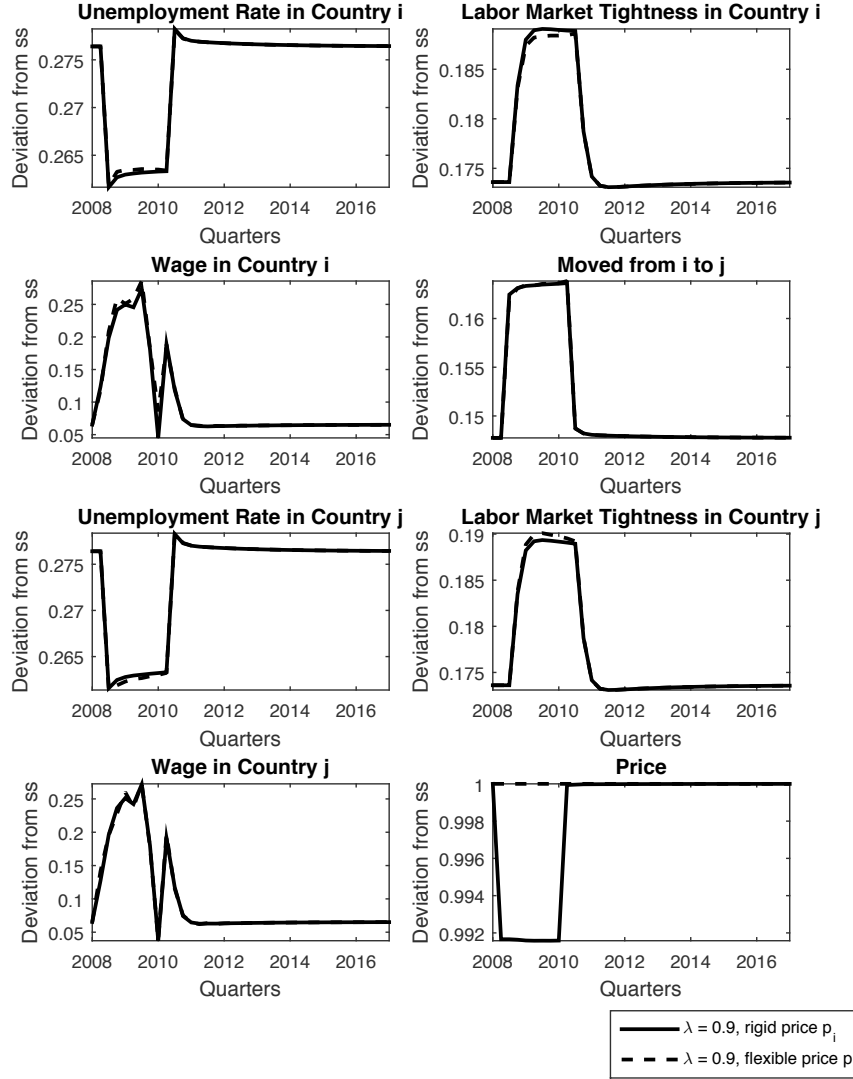 Unemployment Rate in Country i
Deviation from ss
0.275
0.27
0.265
2008 2010 2012 2014 2016
Quarters
Labor Market Tightness in Country i
Deviation from ss
0.185
0.18
0.175
2008 2010 2012 2014 2016
Quarters
Wage in Country i
Deviation from ss
0.25
0.2
0.15
0.1
0.05
2008 2010 2012 2014 2016
Quarters
Moved from i to j
Deviation from ss
0.16
0.155
0.15
2008 2010 2012 2014 2016
Quarters
Unemployment Rate in Country j
Deviation from ss
0.275
0.27
0.265
2008 2010 2012 2014 2016
Quarters
Labor Market Tightness in Country j
Deviation from ss
0.19
0.185
0.18
0.175
2008 2010 2012 2014 2016
Quarters
Wage in Country j
Deviation from ss
0.25
0.2
0.15
0.1
0.05
2008 2010 2012 2014 2016
Quarters
Price
Deviation from ss
1
0.998
0.996
0.994
0.992
2008 2010 2012 2014 2016
Quarters
λ = 0.9, rigid price p_i
λ = 0.9, flexible price p